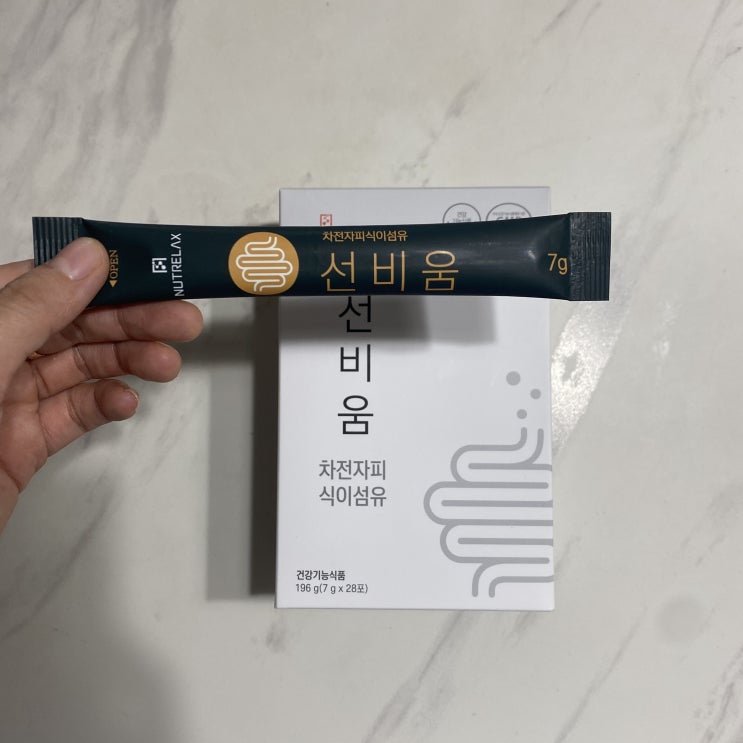 OPEN
NUTRELAX
차전자피식이섬유
선비움
7g
선비움
차전자피
식이섬유
건강기능식품
196 g(7 g x 28포)